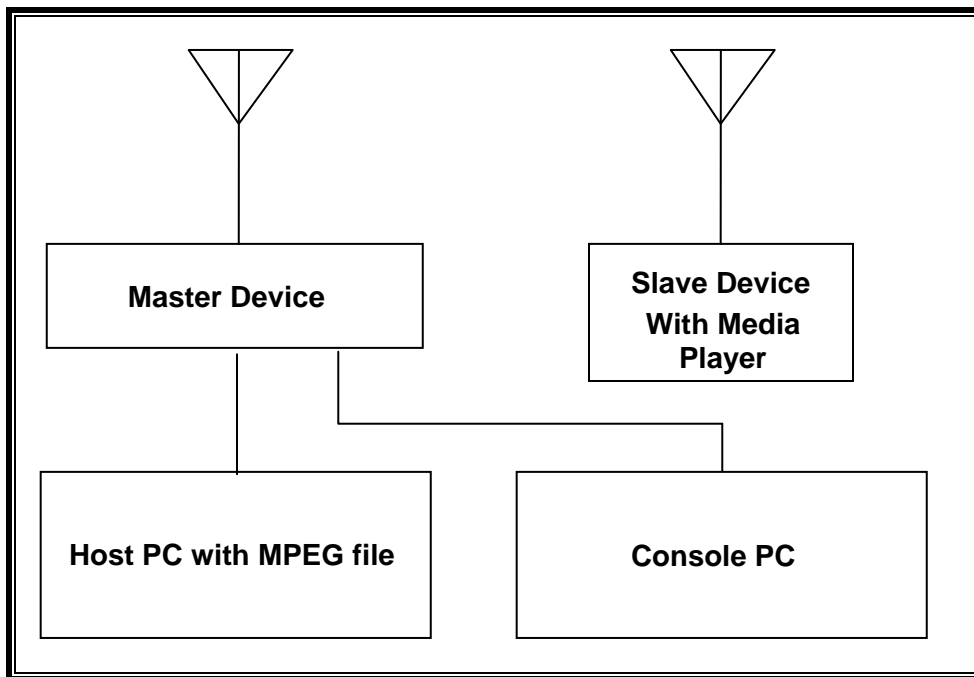 Master Device
Slave Device
With Media
Player
Host PC with MPEG file
Console PC